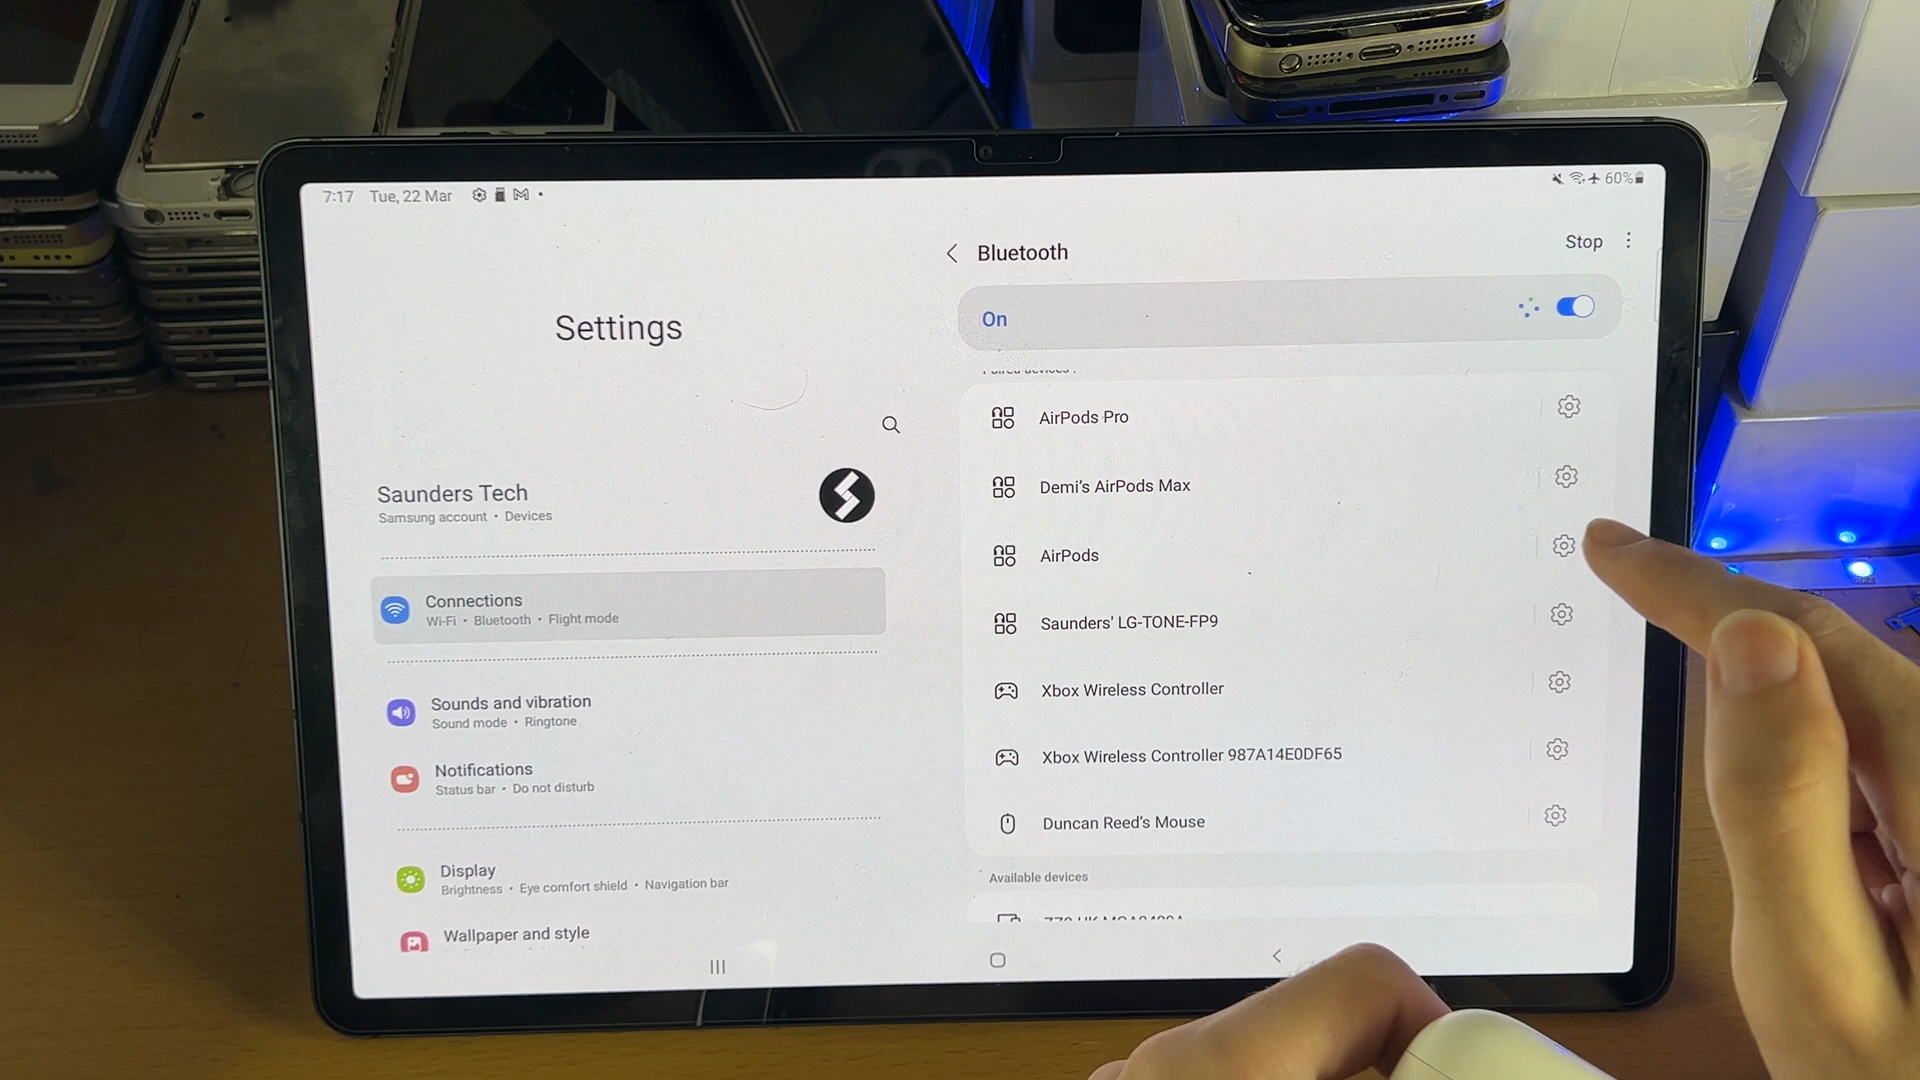 7:17 Tue, 22 Mar
60%
Settings
Saunders Tech
Samsung account • Devices
Connections
Wi-Fi • Bluetooth • Flight mode
Sounds and vibration
Sound mode • Ringtone
Notifications
Status bar • Do not disturb
Display
Brightness • Eye comfort shield • Navigation bar
Wallpaper and style
Bluetooth
Stop
On
AirPods Pro
Demi's AirPods Max
AirPods
Saunders' LG-TONE-FP9
Xbox Wireless Controller
Xbox Wireless Controller 987A14E0DF65
Duncan Reed's Mouse
Available devices